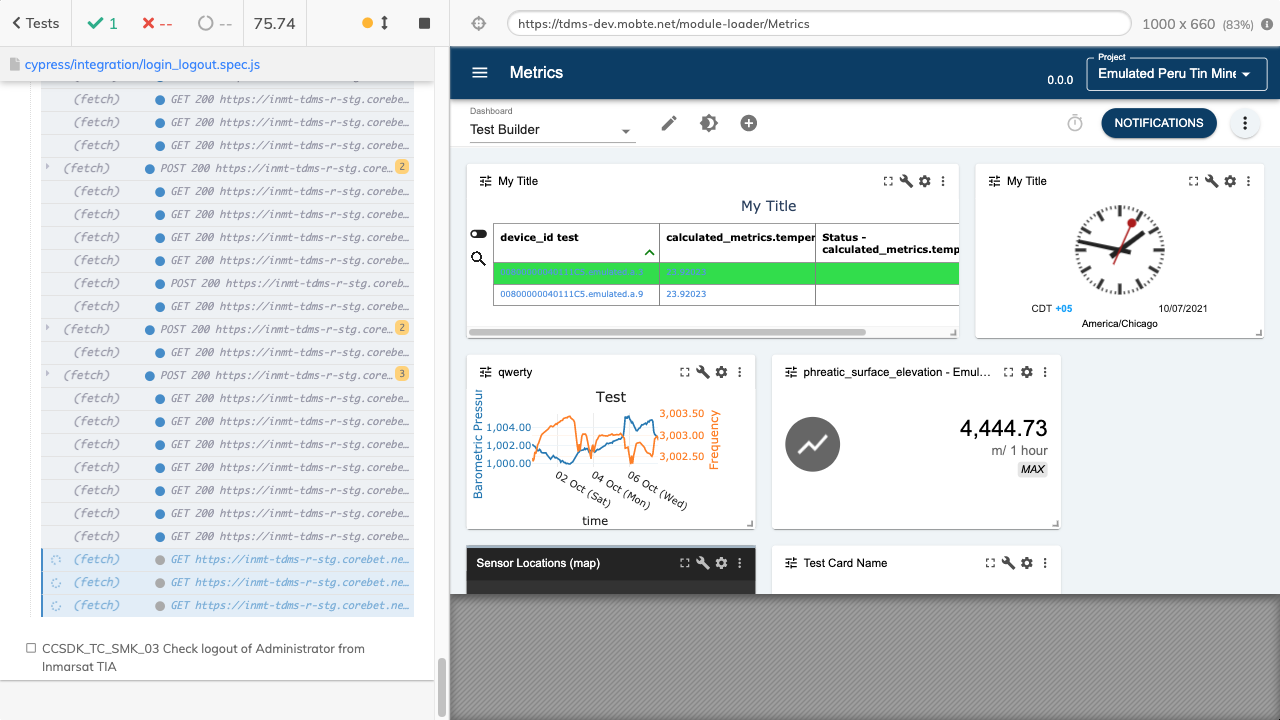 Tests
1
--
--
75.74
https://tdms-dev.mobte.net/module-loader/Metrics
1000 x 660 (83%)
cypress/integration/login_logout.spec.js
(fetch) GET 200 https://inmt-tdms-r-stg.corebe…
(fetch) GET 200 https://inmt-tdms-r-stg.corebe…
(fetch) GET 200 https://inmt-tdms-r-stg.corebe…
(fetch) POST 200 https://inmt-tdms-r-stg.core… 2
(fetch) GET 200 https://inmt-tdms-r-stg.corebe…
(fetch) GET 200 https://inmt-tdms-r-stg.corebe…
(fetch) GET 200 https://inmt-tdms-r-stg.corebe…
(fetch) GET 200 https://inmt-tdms-r-stg.corebe…
(fetch) POST 200 https://inmt-tdms-r-stg.coreb…
(fetch) GET 200 https://inmt-tdms-r-stg.corebe…
(fetch) POST 200 https://inmt-tdms-r-stg.core… 2
(fetch) GET 200 https://inmt-tdms-r-stg.corebe…
(fetch) POST 200 https://inmt-tdms-r-stg.core… 3
(fetch) GET 200 https://inmt-tdms-r-stg.corebe…
(fetch) GET 200 https://inmt-tdms-r-stg.corebe…
(fetch) GET 200 https://inmt-tdms-r-stg.corebe…
(fetch) GET 200 https://inmt-tdms-r-stg.corebe…
(fetch) GET 200 https://inmt-tdms-r-stg.corebe…
(fetch) GET 200 https://inmt-tdms-r-stg.corebe…
(fetch) GET 200 https://inmt-tdms-r-stg.corebe…
(fetch) GET https://inmt-tdms-r-stg.corebet.ne…
(fetch) GET https://inmt-tdms-r-stg.corebet.ne…
(fetch) GET https://inmt-tdms-r-stg.corebet.ne…
CCSDK_TC_SMK_03 Check logout of Administrator from
Inmarsat TIA
Metrics
0.0.0
Project
Emulated Peru Tin Mine
Dashboard
Test Builder
NOTIFICATIONS
My Title
My Title
device_id test
calculated_metrics.temper
Status -
calculated_metrics.temp
00800000040111C5.emulated.a.3
23.92023
00800000040111C5.emulated.a.9
23.92023
My Title
CDT +05
10/07/2021
America/Chicago
qwerty
Test
Barometric Pressur
1,004.00
1,002.00
1,000.00
3,003.50
3,003.00
3,002.50
Frequency
02 Oct (Sat)
04 Oct (Mon)
06 Oct (Wed)
time
phreatic_surface_elevation - Emul…
4,444.73
m/ 1 hour
MAX
Sensor Locations (map)
Test Card Name